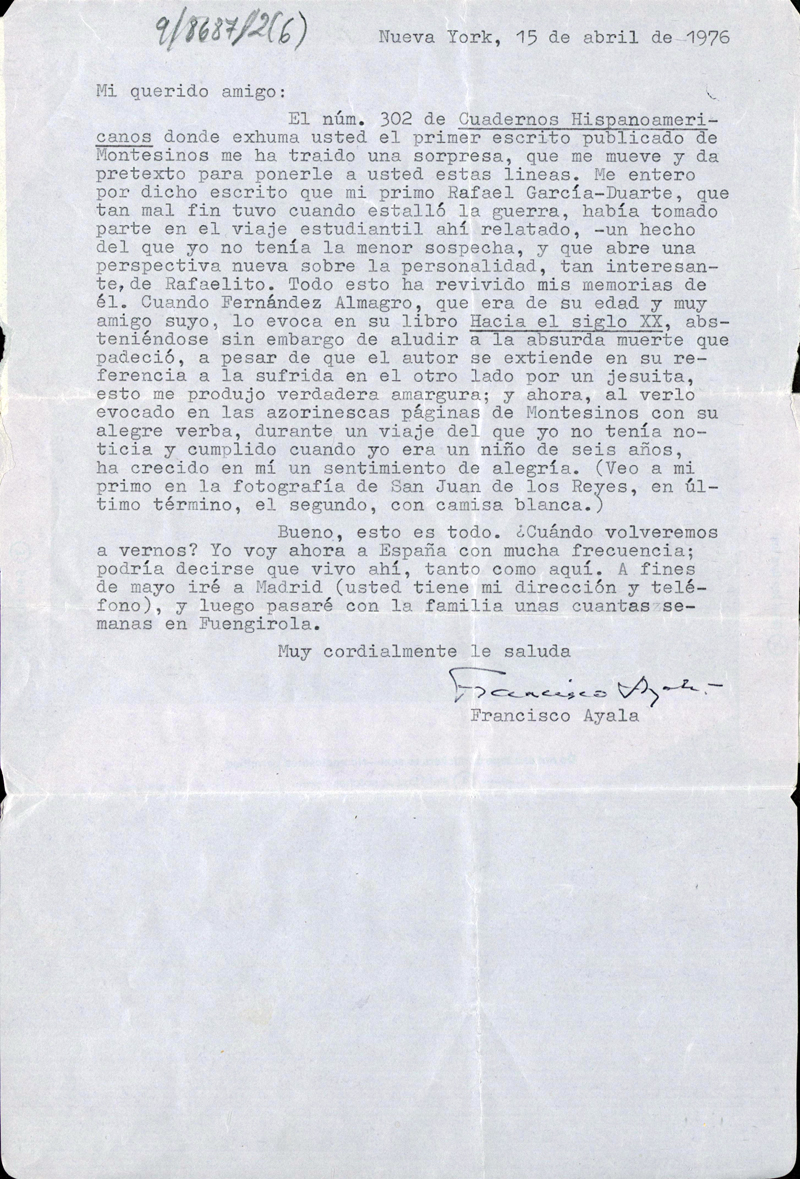 9/8687/2(6)
Nueva York, 15 de abril de 1976
Mi querido amigo:
El núm. 302 de Cuadernos Hispanoameri-
canos donde exhuma usted el primer escrito publicado de
Montesinos me ha traido una sorpresa, que me mueve y da
pretexto para ponerle a usted estas lineas. Me entero
por dicho escrito que mi primo Rafael García-Duarte, que
tan mal fin tuvo cuando estalló la guerra, había tomado
parte en el viaje estudiantil ahí relatado, -un hecho
del que yo no tenía la menor sospecha, y que abre una
perspectiva nueva sobre la personalidad, tan interesan-
te, de Rafaelito. Todo esto ha revivido mis memorias de
él. Cuando Fernández Almagro, que era de su edad y muy
amigo suyo, lo evoca en su libro Hacia el siglo XX, abs-
teniéndose sin embargo de aludir a la absurda muerte que
padeció, a pesar de que el autor se extiende en su re-
ferencia a la sufrida en el otro lado por un jesuita,
esto me produjo verdadera amargura; y ahora, al verlo
evocado en las azorinescas páginas de Montesinos con su
alegre verba, durante un viaje del que yo no tenía no-
ticia y cumplido cuando yo era un niño de seis años,
ha crecido en mí un sentimiento de alegría. (Veo a mi
primo en la fotografía de San Juan de los Reyes, en úl-
timo término, el segundo, con camisa blanca.)
Bueno, esto es todo. ¿Cuándo volveremos
a vernos? Yo voy ahora a España con mucha frecuencia;
podría decirse que vivo ahí, tanto como aquí. A fines
de mayo iré a Madrid (usted tiene mi dirección y telé-
fono), y luego pasaré con la familia unas cuantas se-
manas en Fuengirola.
Muy cordialmente le saluda
Francisco Ayala.-
Francisco Ayala